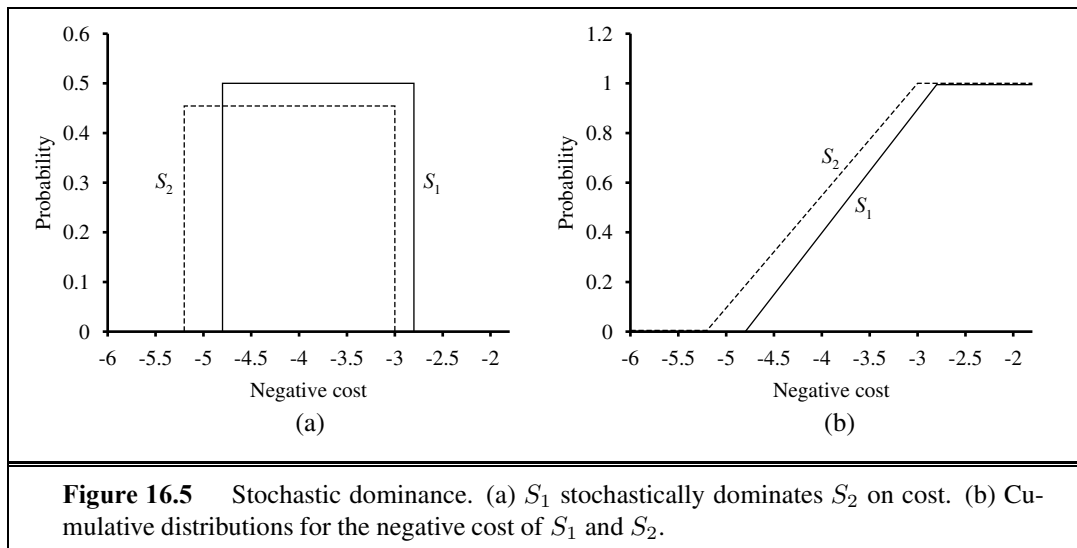 0.6
0.5
0.4
0.3
0.2
0.1
0
Probability
S2
S1
-6 -5.5 -5 -4.5 -4 -3.5 -3 -2.5 -2
Negative cost
(a)
1.2
1
0.8
0.6
0.4
0.2
0
Probability
S2
S1
-6 -5.5 -5 -4.5 -4 -3.5 -3 -2.5 -2
Negative cost
(b)
Figure 16.5 Stochastic dominance. (a) S1 stochastically dominates S2 on cost. (b) Cu-
mulative distributions for the negative cost of S1 and S2.